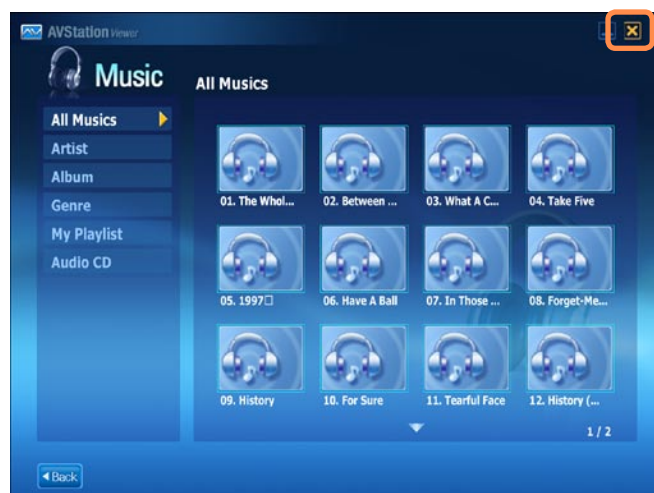 AVStation Viewer
Music
All Musics
All Musics
Artist
Album
Genre
My Playlist
Audio CD
01. The Whol...
02. Between ...
03. What A C...
04. Take Five
05. 1997□
06. Have A Ball
07. In Those ...
08. Forget-Me...
09. History
10. For Sure
11. Tearful Face
12. History (...
1 / 2
Back